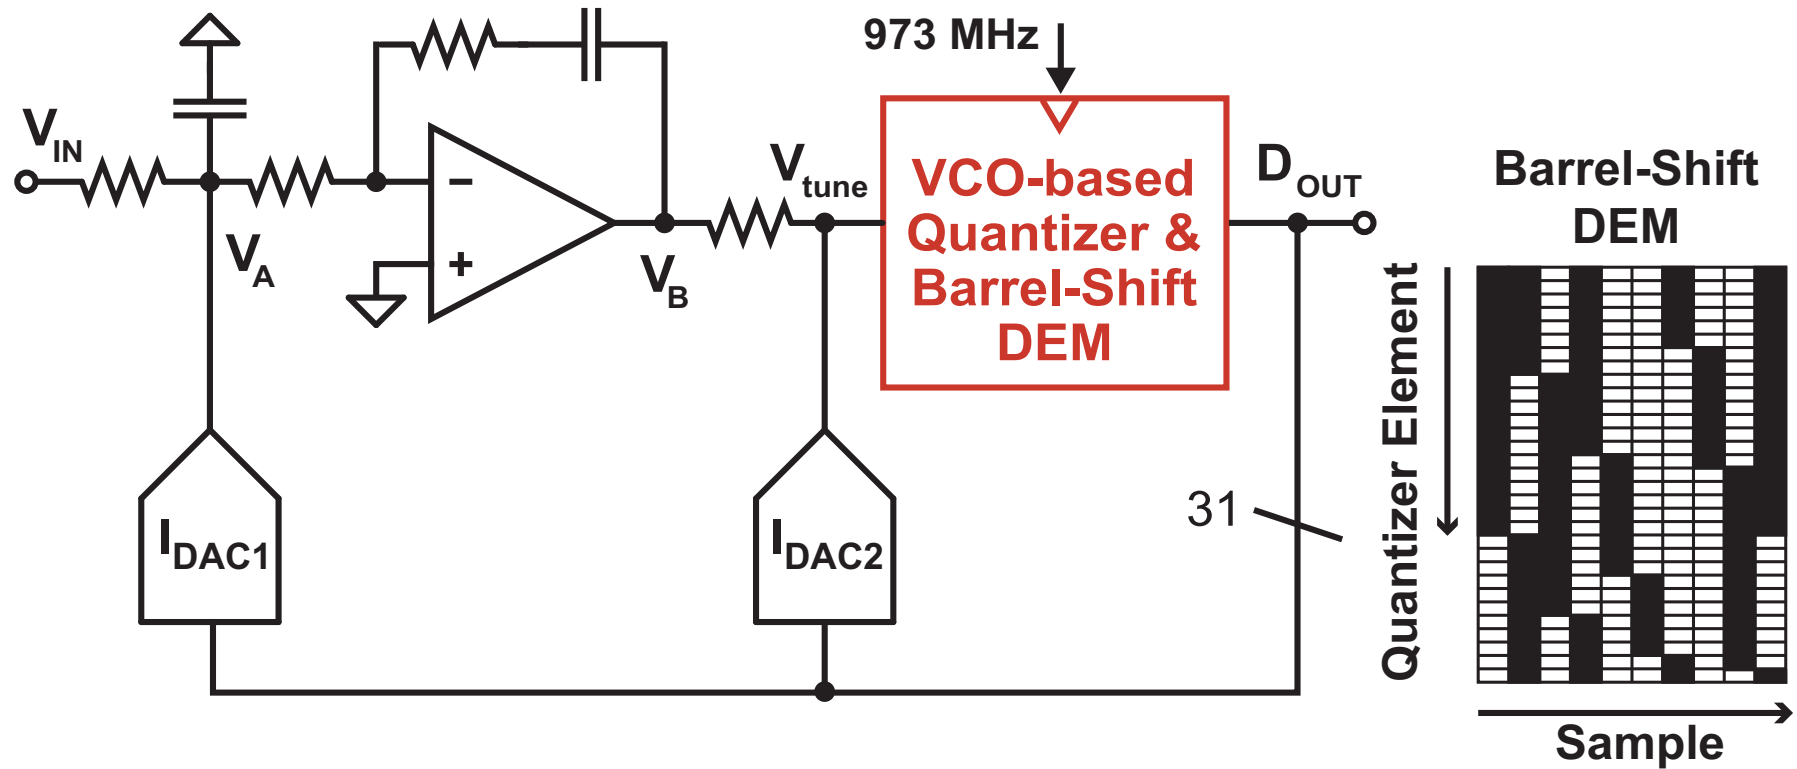 973 MHz
V_IN
V_A
−
+
V_B
V_tune
VCO-based
Quantizer &
Barrel-Shift
DEM
D_OUT
I_DAC1
I_DAC2
31
Barrel-Shift
DEM
Quantizer Element
Sample